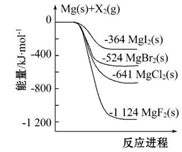 Mg(s)+X₂(g)
0
-400
-800
-1 200
能量/kJ·mol⁻¹
-364 MgI₂(s)
-524 MgBr₂(s)
-641 MgCl₂(s)
-1 124 MgF₂(s)
反应进程